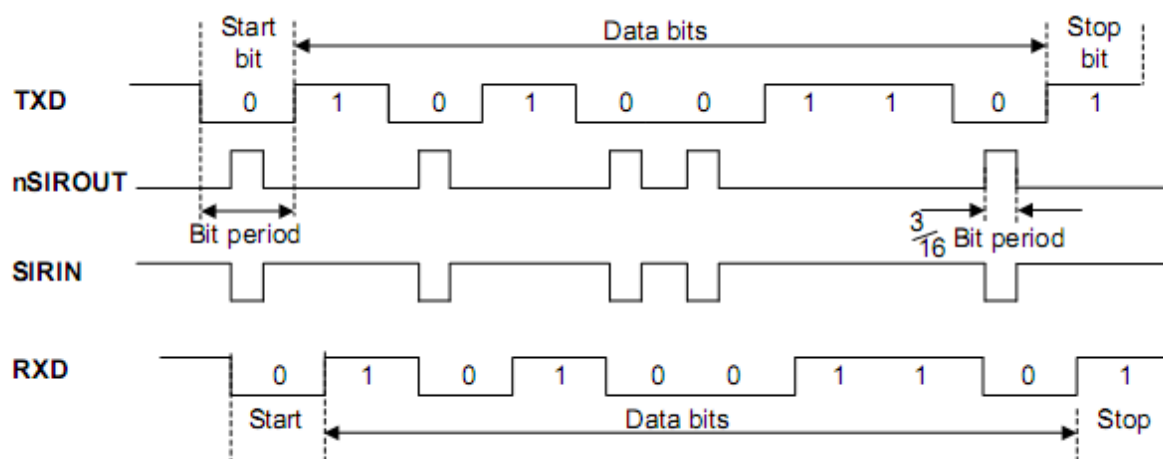 Start
bit
Data bits
Stop
bit
TXD
0 1 0 1 0 0 1 1 0 1
nSIROUT
Bit period
3/16 Bit period
SIRIN
RXD
0 1 0 1 0 0 1 1 0 1
Start
Data bits
Stop